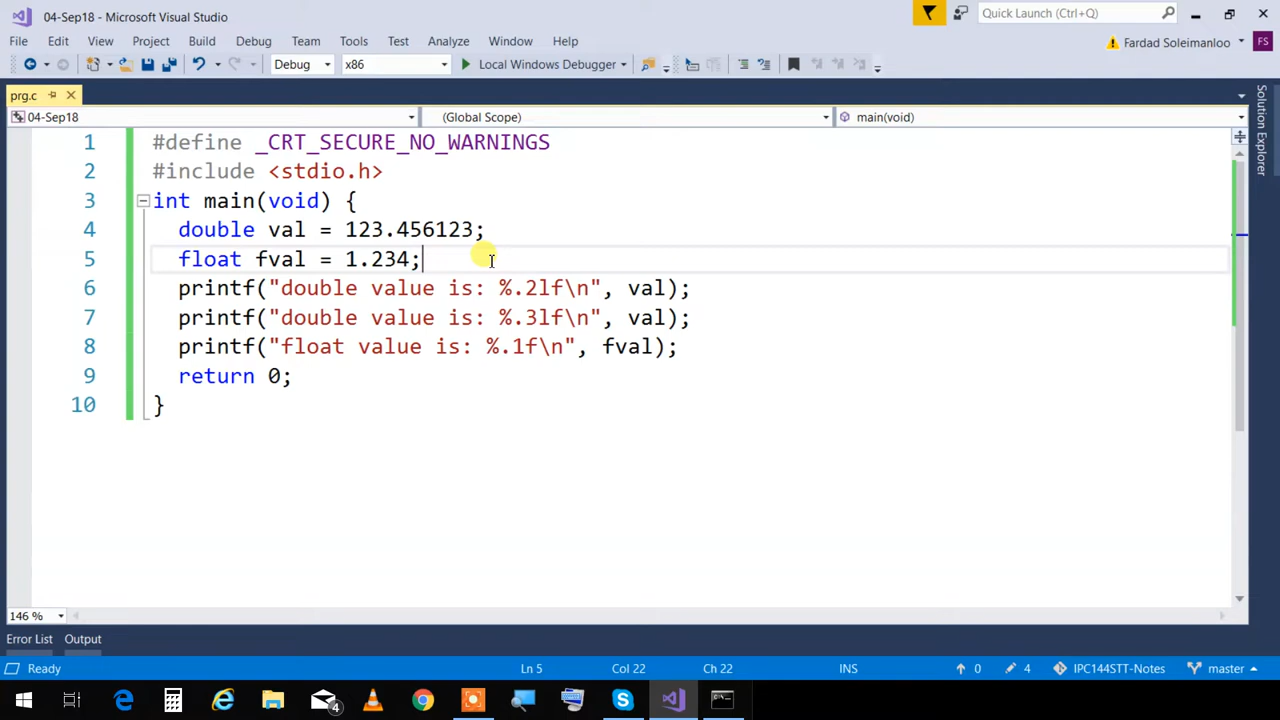 04-Sep18 - Microsoft Visual Studio
Quick Launch (Ctrl+Q)
File Edit View Project Build Debug Team Tools Test Analyze Window Help
Fardad Soleimanloo FS
Debug x86 Local Windows Debugger
prg.c
04-Sep18 (Global Scope) main(void)
Solution Explorer
1 #define _CRT_SECURE_NO_WARNINGS
2 #include <stdio.h>
3 int main(void) {
4 double val = 123.456123;
5 float fval = 1.234;
6 printf("double value is: %.2lf\n", val);
7 printf("double value is: %.3lf\n", val);
8 printf("float value is: %.1f\n", fval);
9 return 0;
10 }
146 %
Error List Output
Ready Ln 5 Col 22 Ch 22 INS 0 4 IPC144STT-Notes master
4